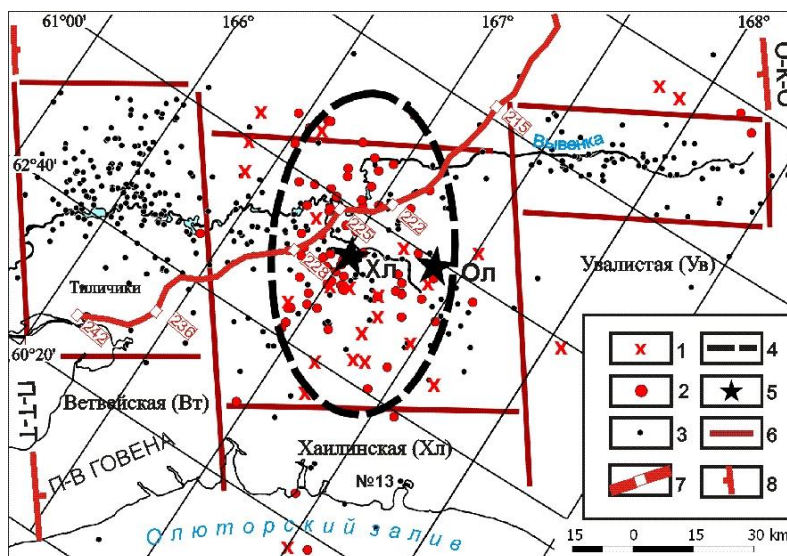 61°00'
166°
167°
168°
О-К-О
215
Вывенка
62°40'
222
225
228
Хл
Ол
Увалистая (Ув)
Тиличики
242
236
60°20'
П-Т-Т
Ветвейская (Вт)
П-В ГОВЕНА
Хаилинская (Хл)
№13
Олюторский залив
1
4
2
5
3
6
7
8
15 0 15 30 km